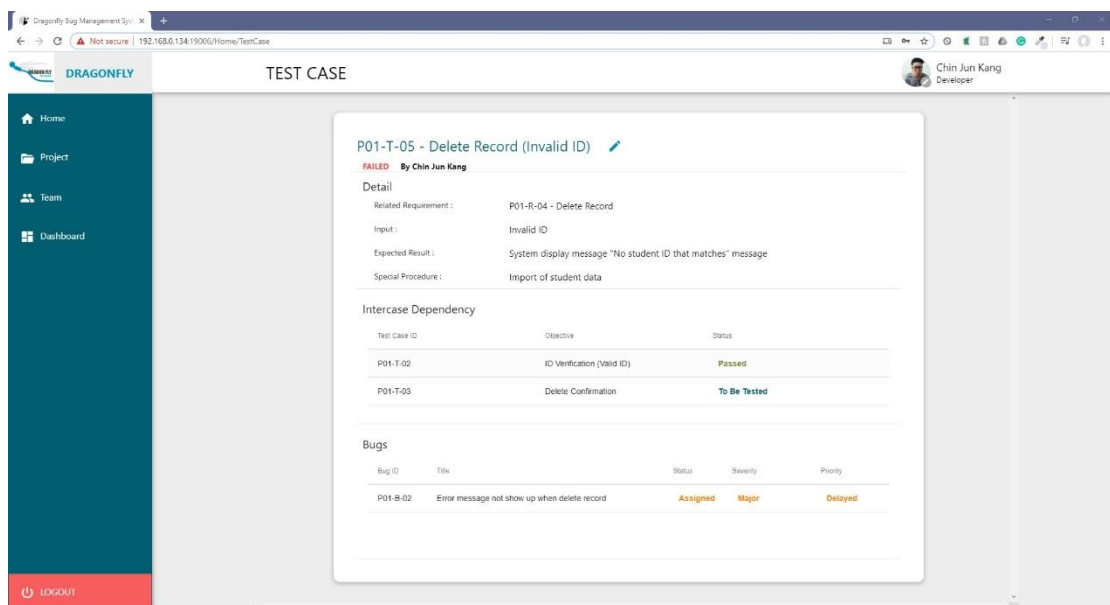 Dragonfly Bug Management Sys
Not secure | 192.168.0.134:19006/Home/TestCase
DRAGONFLY
TEST CASE
Chin Jun Kang
Developer
Home
Project
Team
Dashboard
LOGOUT
P01-T-05 - Delete Record (Invalid ID)
FAILED By Chin Jun Kang
Detail
Related Requirement : P01-R-04 - Delete Record
Input : Invalid ID
Expected Result : System display message "No student ID that matches" message
Special Procedure : Import of student data
Intercase Dependency
Test Case ID Objective Status
P01-T-02 ID Verification (Valid ID) Passed
P01-T-03 Delete Confirmation To Be Tested
Bugs
Bug ID Title Status Severity Priority
P01-B-02 Error message not show up when delete record Assigned Major Delayed